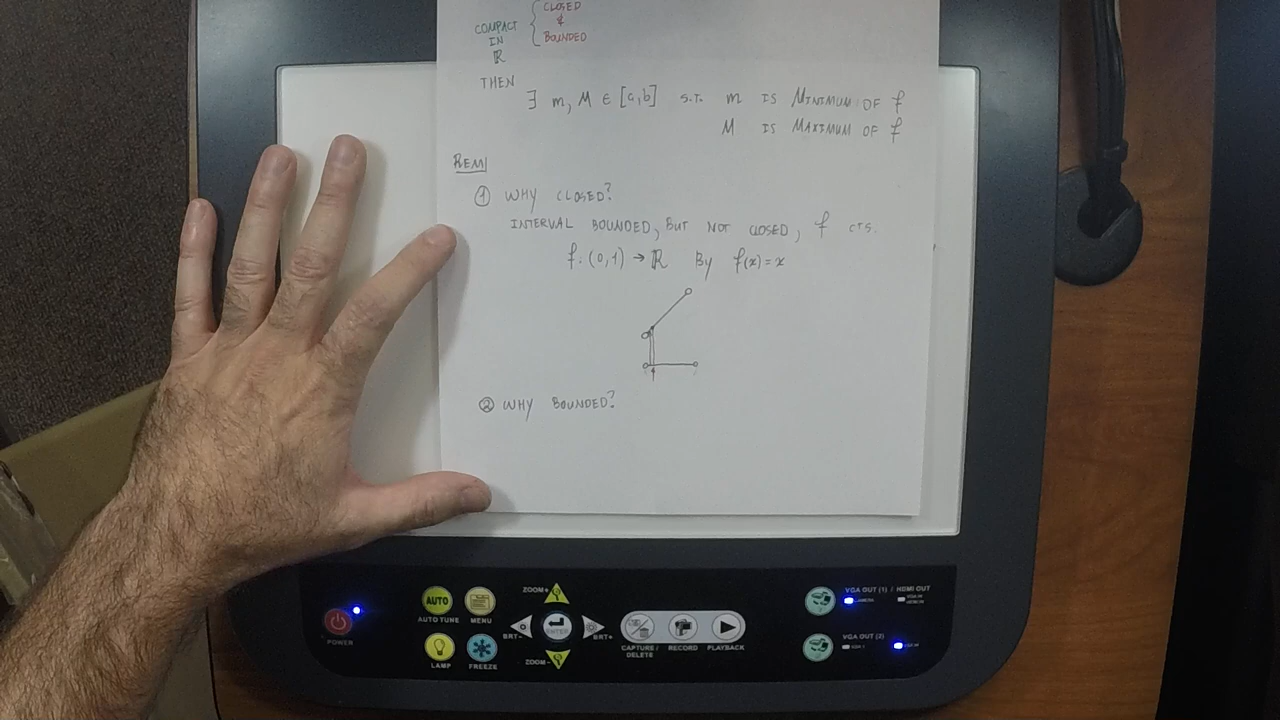 CLOSED
&
BOUNDED
COMPACT
IN
ℝ
THEN
∃ m, M ∈ [a,b] S.T. m IS MINIMUM OF f
M IS MAXIMUM OF f
REM
① WHY CLOSED?
INTERVAL BOUNDED, BUT NOT CLOSED, f CTS.
f: (0,1) → ℝ BY f(x)=x
② WHY BOUNDED?
ZOOM+
AUTO
AUTO TUNE
MENU
BRT-
ENTER
BRT+
ZOOM-
POWER
LAMP
FREEZE
CAPTURE / DELETE
RECORD
PLAYBACK
VGA OUT (1) / HDMI OUT
VGA OUT (2)